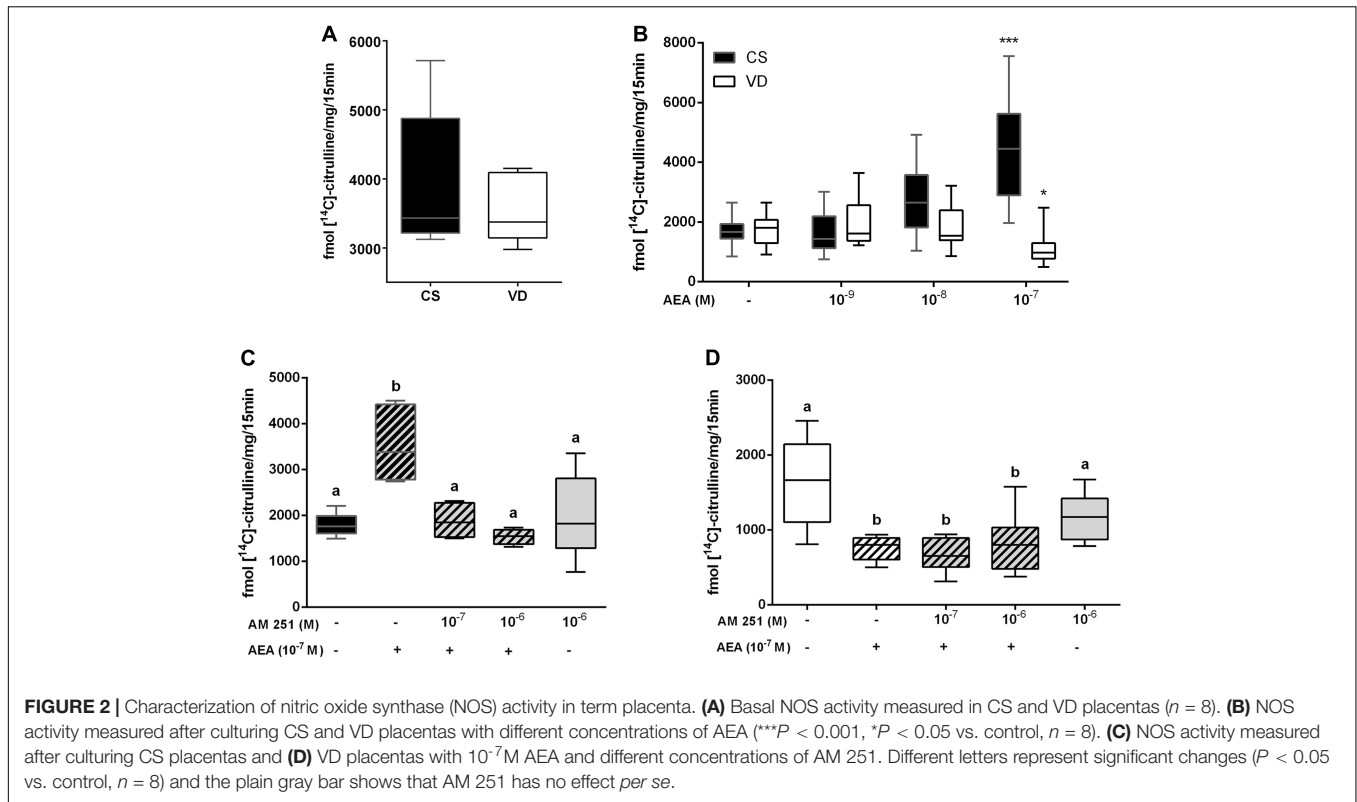 A
fmol [¹⁴C]-citrulline/mg/15min
6000
5000
4000
3000
CS
VD
B
fmol [¹⁴C]-citrulline/mg/15min
8000
6000
4000
2000
0
CS
VD
***
*
AEA (M) - 10⁻⁹ 10⁻⁸ 10⁻⁷
C
fmol [¹⁴C]-citrulline/mg/15min
5000
4000
3000
2000
1000
0
a b a a a
AM 251 (M) - - 10⁻⁷ 10⁻⁶ 10⁻⁶
AEA (10⁻⁷ M) - + + + -
D
fmol [¹⁴C]-citrulline/mg/15min
3000
2000
1000
0
a b b b a
AM 251 (M) - - 10⁻⁷ 10⁻⁶ 10⁻⁶
AEA (10⁻⁷ M) - + + + -
FIGURE 2 | Characterization of nitric oxide synthase (NOS) activity in term placenta. (A) Basal NOS activity measured in CS and VD placentas (n = 8). (B) NOS
activity measured after culturing CS and VD placentas with different concentrations of AEA (***P < 0.001, *P < 0.05 vs. control, n = 8). (C) NOS activity measured
after culturing CS placentas and (D) VD placentas with 10⁻⁷M AEA and different concentrations of AM 251. Different letters represent significant changes (P < 0.05
vs. control, n = 8) and the plain gray bar shows that AM 251 has no effect per se.